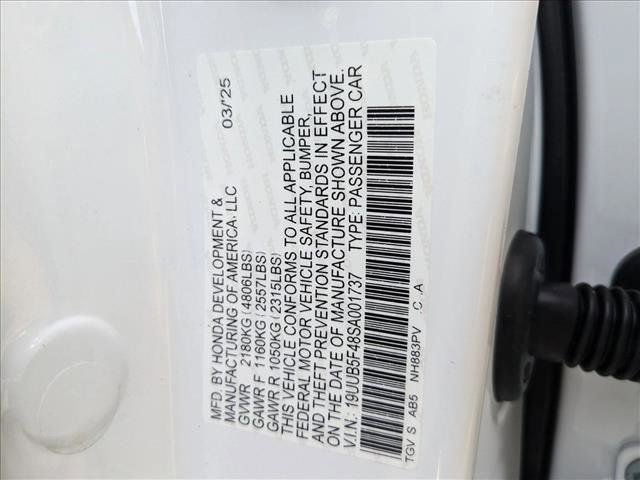 MFD. BY HONDA DEVELOPMENT & 03/'25
MANUFACTURING OF AMERICA. LLC
GVWR 2180KG (4806LBS)
GAWR F 1160KG (2557LBS)
GAWR R 1050KG (2315LBS)
THIS VEHICLE CONFORMS TO ALL APPLICABLE
FEDERAL MOTOR VEHICLE SAFETY, BUMPER,
AND THEFT PREVENTION STANDARDS IN EFFECT
ON THE DATE OF MANUFACTURE SHOWN ABOVE.
V.I.N: 19UUB5F48SA001737 TYPE: PASSENGER CAR
TGV S AB5 NH883PV C A